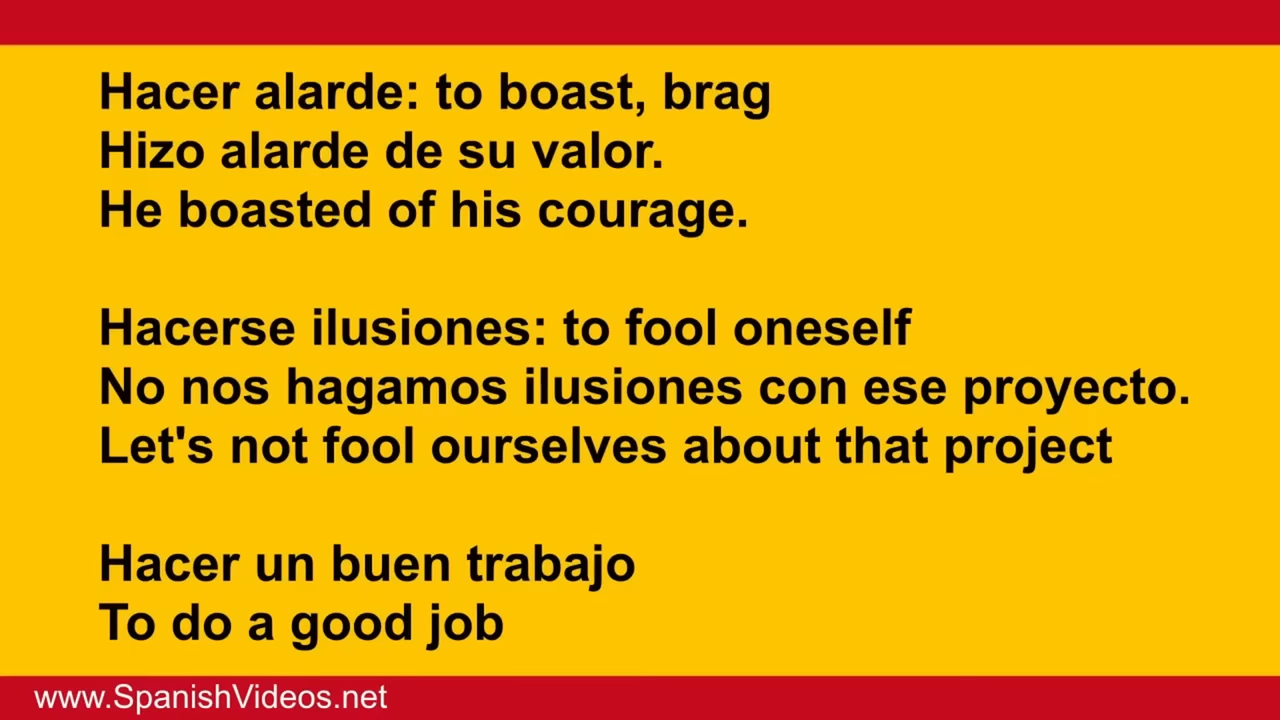 Hacer alarde: to boast, brag
Hizo alarde de su valor.
He boasted of his courage.
Hacerse ilusiones: to fool oneself
No nos hagamos ilusiones con ese proyecto.
Let's not fool ourselves about that project
Hacer un buen trabajo
To do a good job
www.SpanishVideos.net